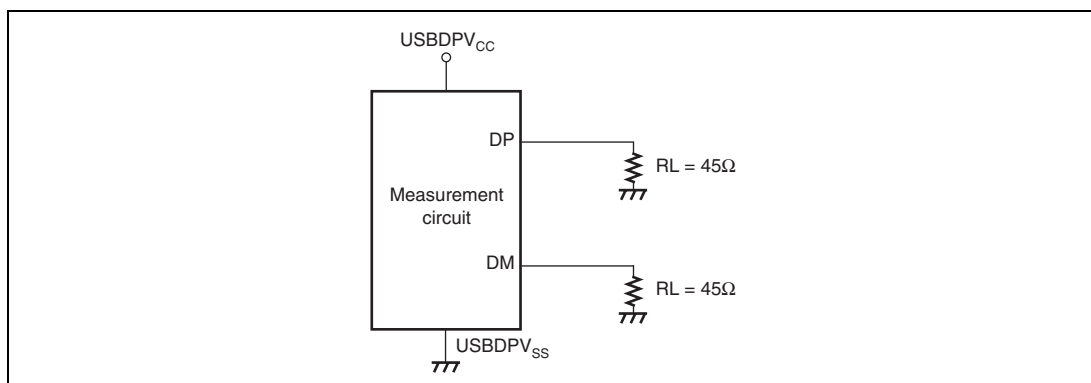 USBDPVCC
DP
RL = 45Ω
Measurement
circuit
DM
RL = 45Ω
USBDPVSS